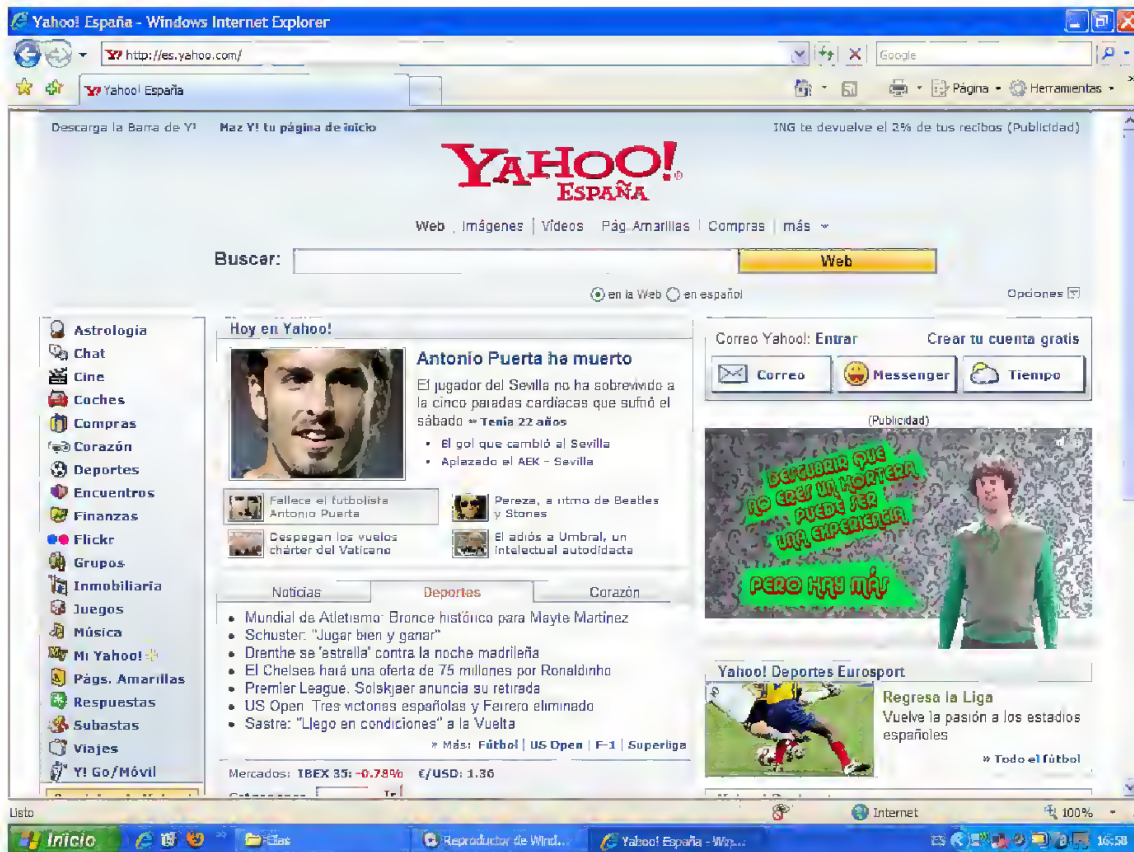 Yahoo! España - Windows Internet Explorer
http://es.yahoo.com/
Google
Yahoo! España
Página
Herramientas
Descarga la Barra de Y!
Haz Y! tu página de inicio
ING te devuelve el 2% de tus recibos (Publicidad)
YAHOO!
ESPAÑA
Web | Imágenes | Vídeos Pág. Amarillas | Compras | más
Buscar:
Web
en la Web en español
Opciones
Astrología
Chat
Cine
Coches
Compras
Corazón
Deportes
Encuentros
Finanzas
Flickr
Grupos
Inmobiliaria
Juegos
Música
Mi Yahoo!
Págs. Amarillas
Respuestas
Subastas
Viajes
Y! Go/Móvil
Hoy en Yahoo!
Antonio Puerta ha muerto
El jugador del Sevilla no ha sobrevivido a
la cinco paradas cardíacas que sufrió el
sábado » Tenía 22 años
• El gol que cambió al Sevilla
• Aplazado el AEK - Sevilla
Fallece el futbolista
Antonio Puerta
Pereza, a ritmo de Beatles
y Stones
Despegan los vuelos
chárter del Vaticano
El adiós a Umbral, un
intelectual autodidacta
Noticias
Deportes
Corazón
• Mundial de Atletismo: Bronce histórico para Mayte Martínez
• Schuster: "Jugar bien y ganar"
• Drenthe se 'estrella' contra la noche madrileña
• El Chelsea hará una oferta de 75 millones por Ronaldinho
• Premier League. Solskjaer anuncia su retirada
• US Open Tres victorias españolas y Ferrero eliminado
• Sastre: "Llego en condiciones" a la Vuelta
» Más: Fútbol | US Open | F-1 | Superliga
Mercados: IBEX 35: -0.78% €/USD: 1.36
Correo Yahoo!: Entrar
Crear tu cuenta gratis
Correo
Messenger
Tiempo
(Publicidad)
DESCUBRIR QUE
NO ERES UN HORTERA
PUEDE SER
UNA EXPERIENCIA
PERO HAY MÁS
Yahoo! Deportes Eurosport
Regresa la Liga
Vuelve la pasión a los estadios
españoles
» Todo el fútbol
Listo
Internet
100%
Inicio
Reproductor de Wind...
Yahoo! España - Win...
ES
16:58